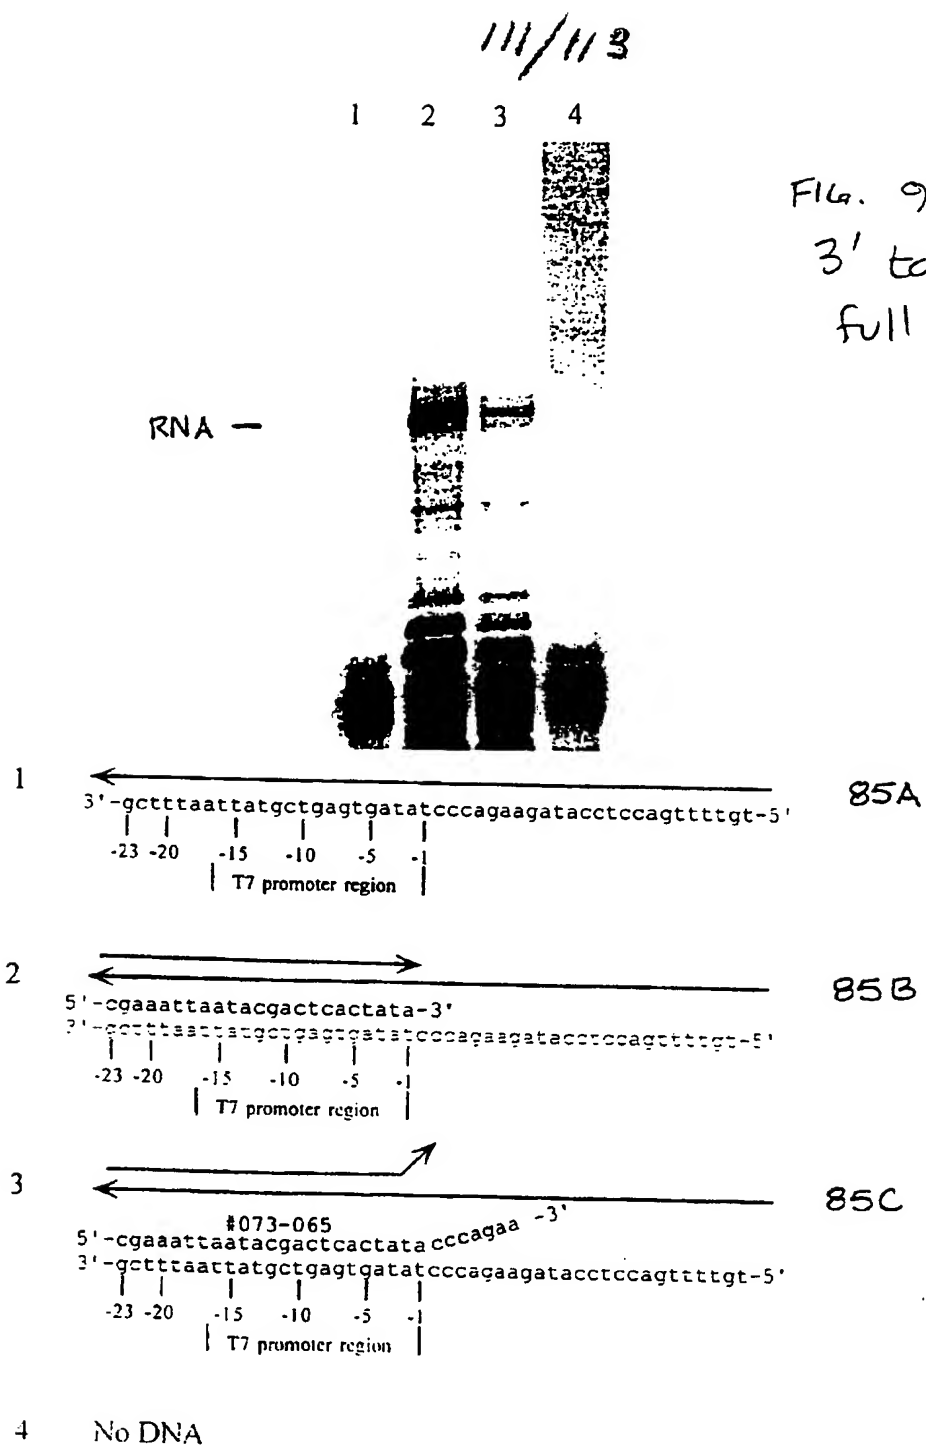 111/113
1 2 3 4
FIG. 9
3' to
full
RNA —
1 85A
3'-gctttaattatgctgagtgatatcccagaagatacctccagttttgt-5'
-23 -20 -15 -10 -5 -1
T7 promoter region
2 85B
5'-cgaaattaatacgactcactata-3'
3'-gctttaattatgctgagtgatatcccagaagatacctccagttttgt-5'
-23 -20 -15 -10 -5 -1
T7 promoter region
3 85C
#073-065
5'-cgaaattaatacgactcactatacccagaa -3'
3'-gctttaattatgctgagtgatatcccagaagatacctccagttttgt-5'
-23 -20 -15 -10 -5 -1
T7 promoter region
4 No DNA